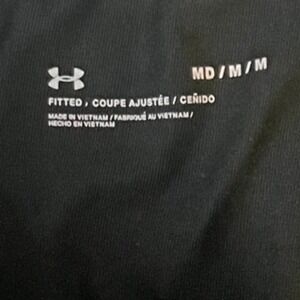 MD / M / M
FITTED / COUPE AJUSTÉE / CEÑIDO
MADE IN VIETNAM / FABRIQUÉ AU VIETNAM /
HECHO EN VIETNAM